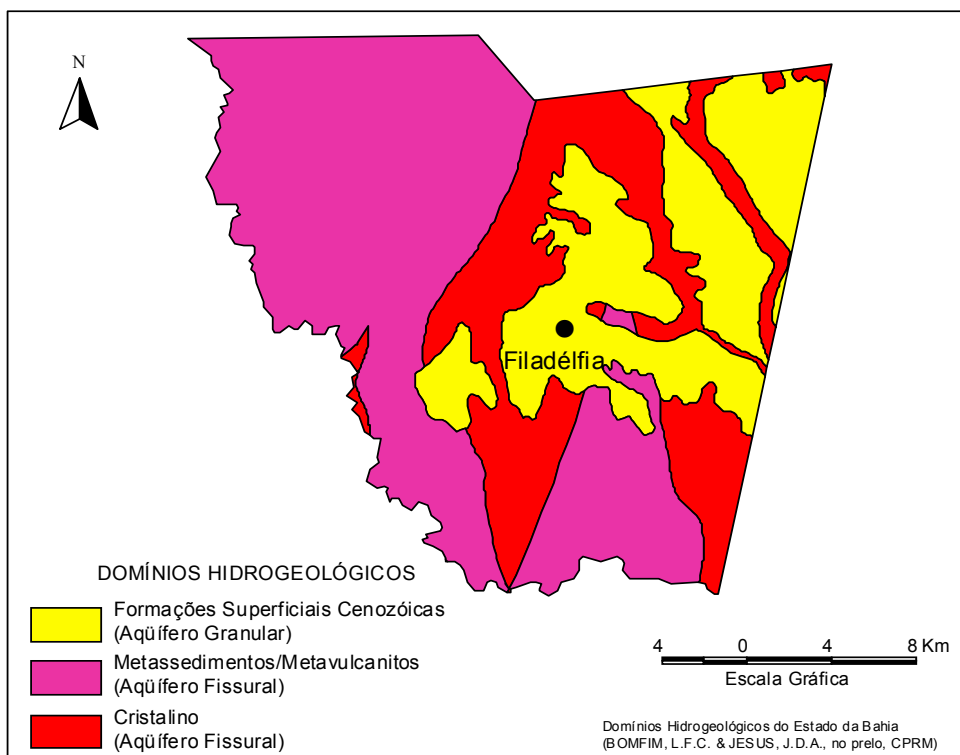 N
Filadélfia
DOMÍNIOS HIDROGEOLÓGICOS
Formações Superficiais Cenozóicas
(Aqüífero Granular)
Metassedimentos/Metavulcanitos
(Aqüífero Fissural)
Cristalino
(Aqüífero Fissural)
4 0 4 8 Km
Escala Gráfica
Domínios Hidrogeológicos do Estado da Bahia
(BOMFIM, L.F.C. & JESUS, J.D.A., no prelo, CPRM)